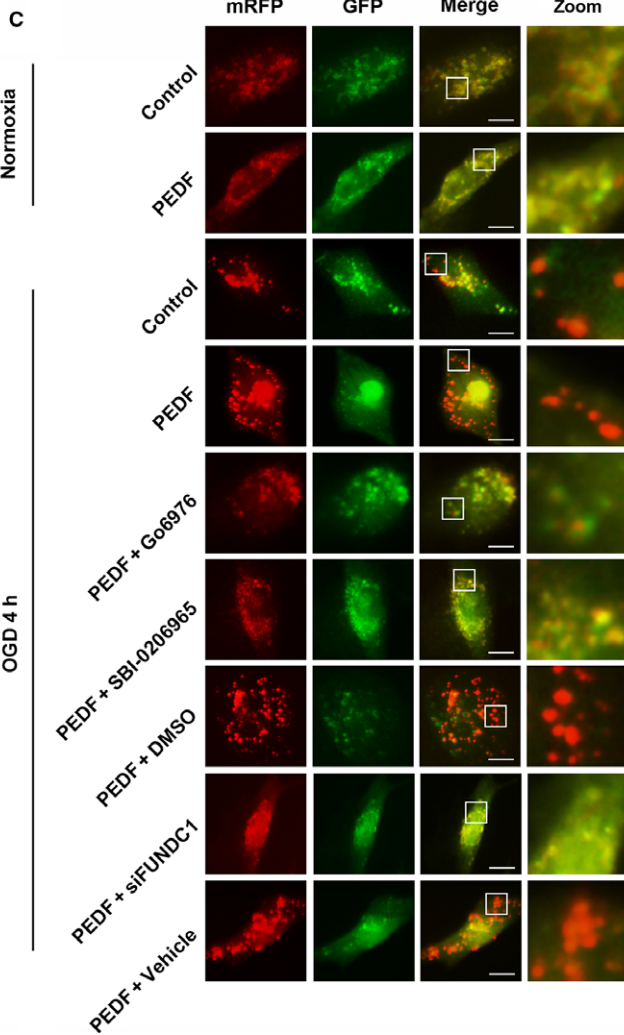 C
mRFP GFP Merge Zoom
Normoxia
Control
PEDF
OGD 4 h
Control
PEDF
PEDF + Go6976
PEDF + SBI-0206965
PEDF + DMSO
PEDF + siFUNDC1
PEDF + Vehicle